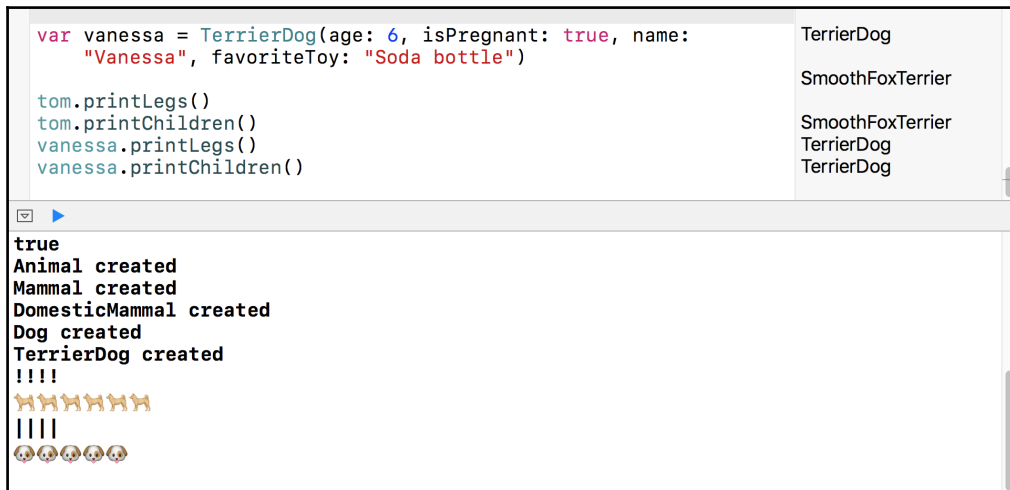 var vanessa = TerrierDog(age: 6, isPregnant: true, name:
"Vanessa", favoriteToy: "Soda bottle")
tom.printLegs()
tom.printChildren()
vanessa.printLegs()
vanessa.printChildren()
TerrierDog
SmoothFoxTerrier
SmoothFoxTerrier
TerrierDog
TerrierDog
true
Animal created
Mammal created
DomesticMammal created
Dog created
TerrierDog created
!!!!
🐕🐕🐕🐕🐕🐕
||||
🐶🐶🐶🐶🐶